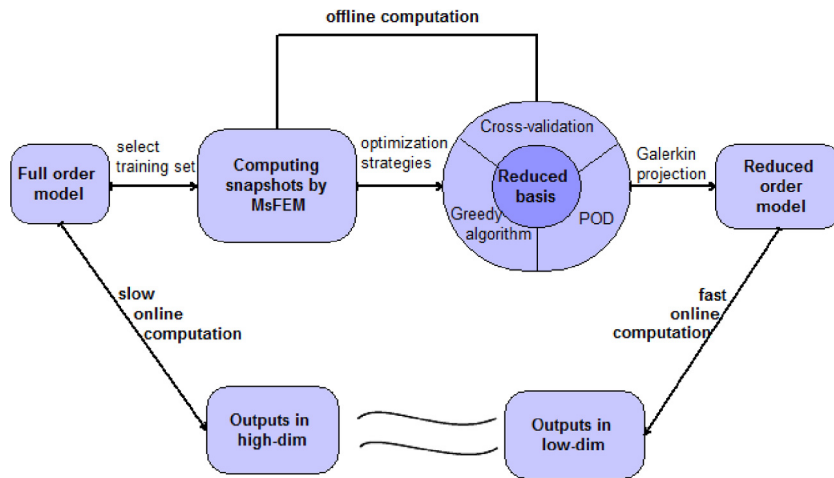 offline computation
Cross-validation
select
training set
optimization
strategies
Galerkin
projection
Full order
model
Computing
snapshots by
MsFEM
Reduced
basis
Greedy
algorithm
POD
Reduced
order
model
slow
online
computation
fast
online
computation
Outputs in
high-dim
Outputs in
low-dim